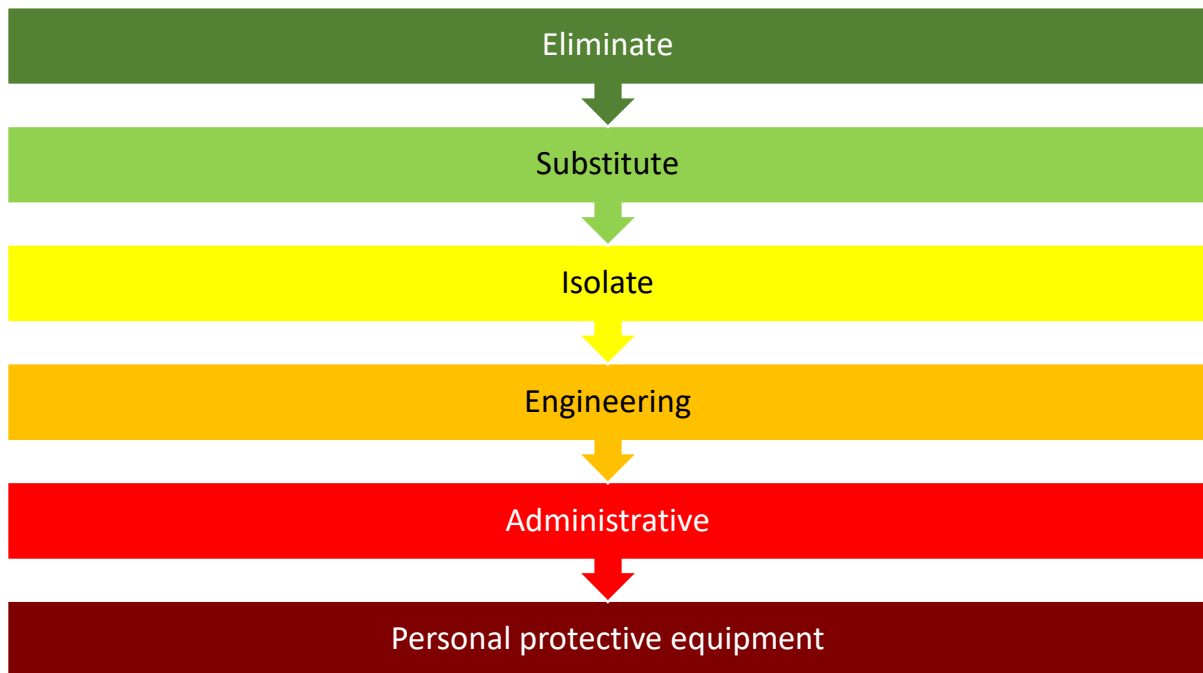 Eliminate
Substitute
Isolate
Engineering
Administrative
Personal protective equipment